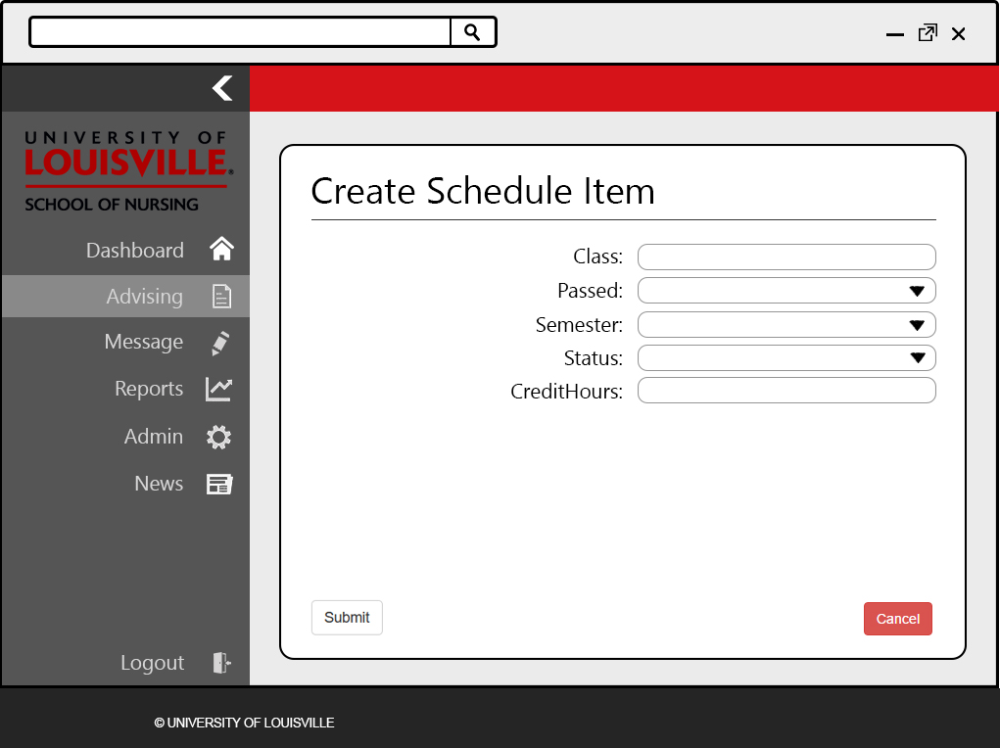 UNIVERSITY OF
LOUISVILLE.
SCHOOL OF NURSING
Dashboard
Advising
Message
Reports
Admin
News
Logout
Create Schedule Item
Class:
Passed:
Semester:
Status:
CreditHours:
Submit
Cancel
© UNIVERSITY OF LOUISVILLE